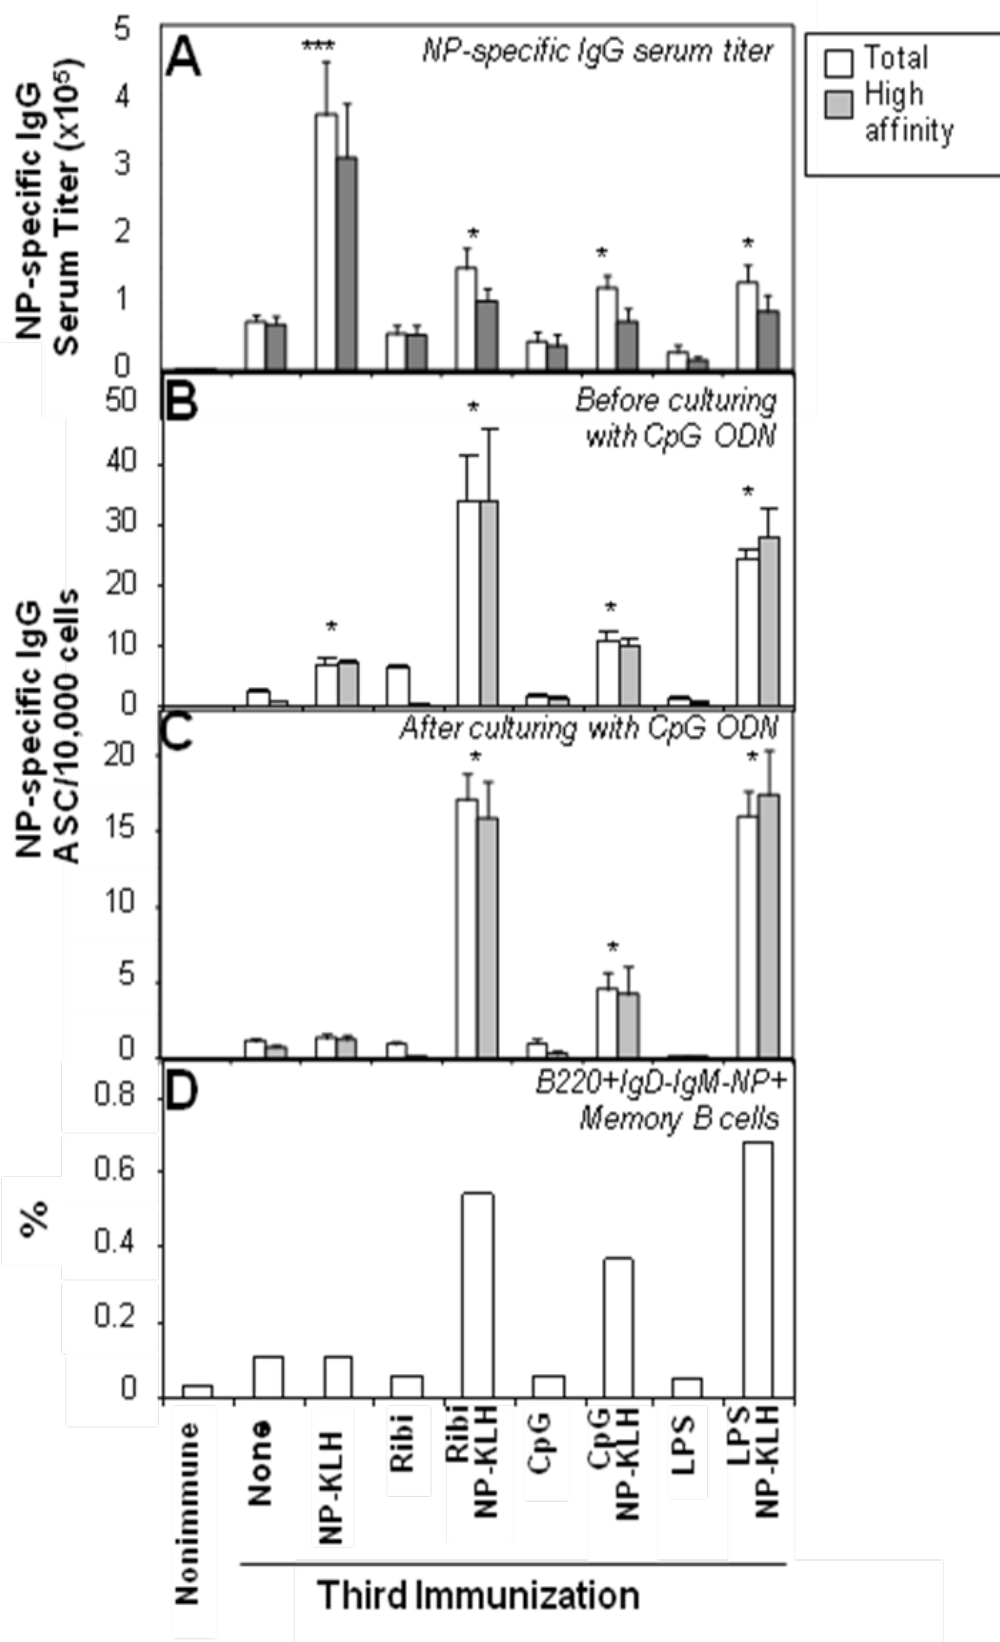 A
***
NP-specific IgG serum titer
Total
High
affinity
NP-specific IgG
Serum Titer (x10⁵)
5
4
3
2
1
0
*
*
*
B
Before culturing
with CpG ODN
50
40
30
20
10
0
*
*
*
*
NP-specific IgG
ASC/10,000 cells
C
After culturing with CpG ODN
20
15
10
5
0
*
*
*
D
B220+IgD-IgM-NP+
Memory B cells
%
0.8
0.6
0.4
0.2
0
Nonimmune
None
NP-KLH
Ribi
Ribi
NP-KLH
CpG
CpG
NP-KLH
LPS
LPS
NP-KLH
Third Immunization